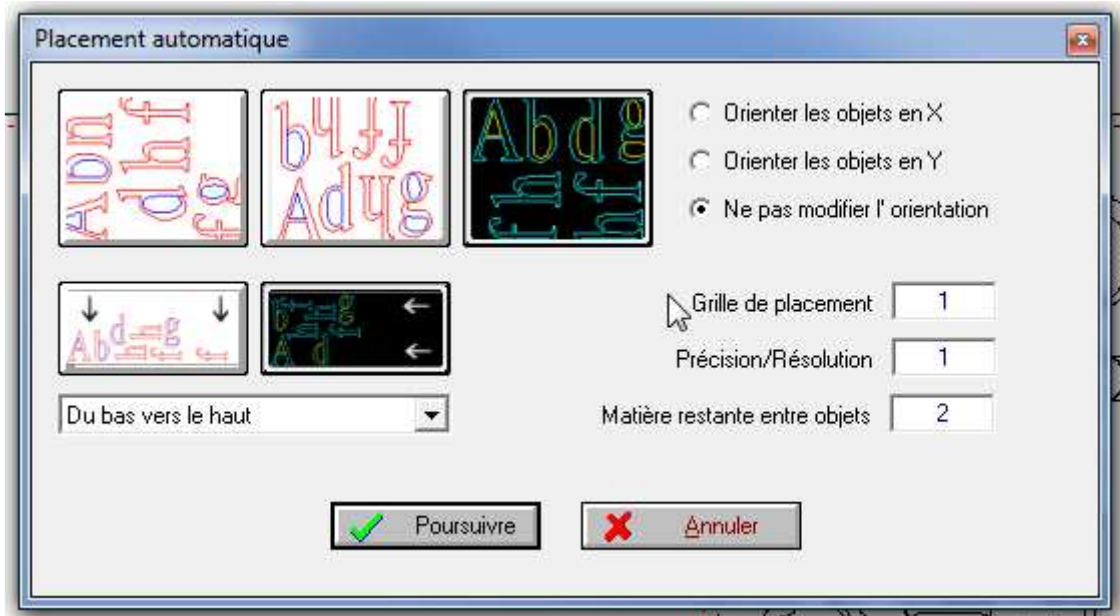 Placement automatique
Orienter les objets en X
Orienter les objets en Y
Ne pas modifier l' orientation
Grille de placement 1
Précision/Résolution 1
Du bas vers le haut
Matière restante entre objets 2
Poursuivre
Annuler